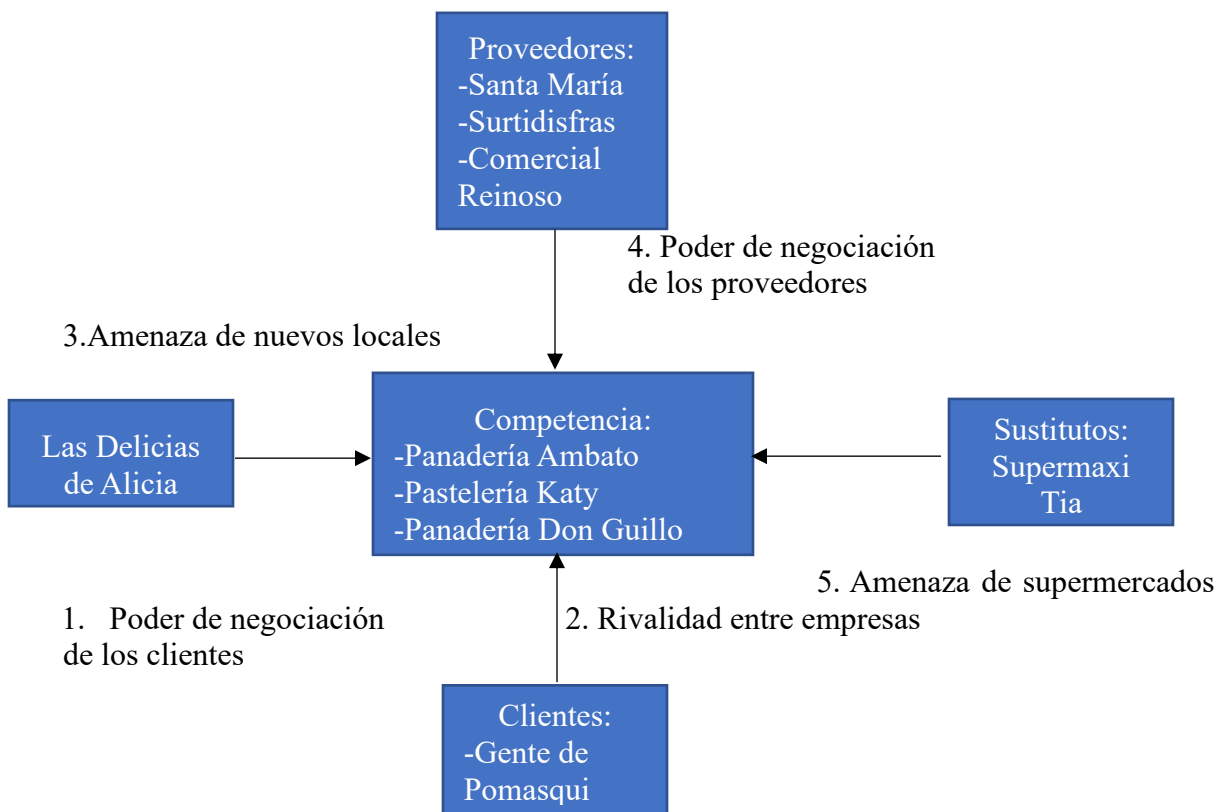 Proveedores:
-Santa María
-Surtidisfras
-Comercial
Reinoso
4. Poder de negociación
de los proveedores
3.Amenaza de nuevos locales
Las Delicias
de Alicia
Competencia:
-Panadería Ambato
-Pastelería Katy
-Panadería Don Guillo
Sustitutos:
Supermaxi
Tia
5. Amenaza de supermercados
1. Poder de negociación
de los clientes
2. Rivalidad entre empresas
Clientes:
-Gente de
Pomasqui